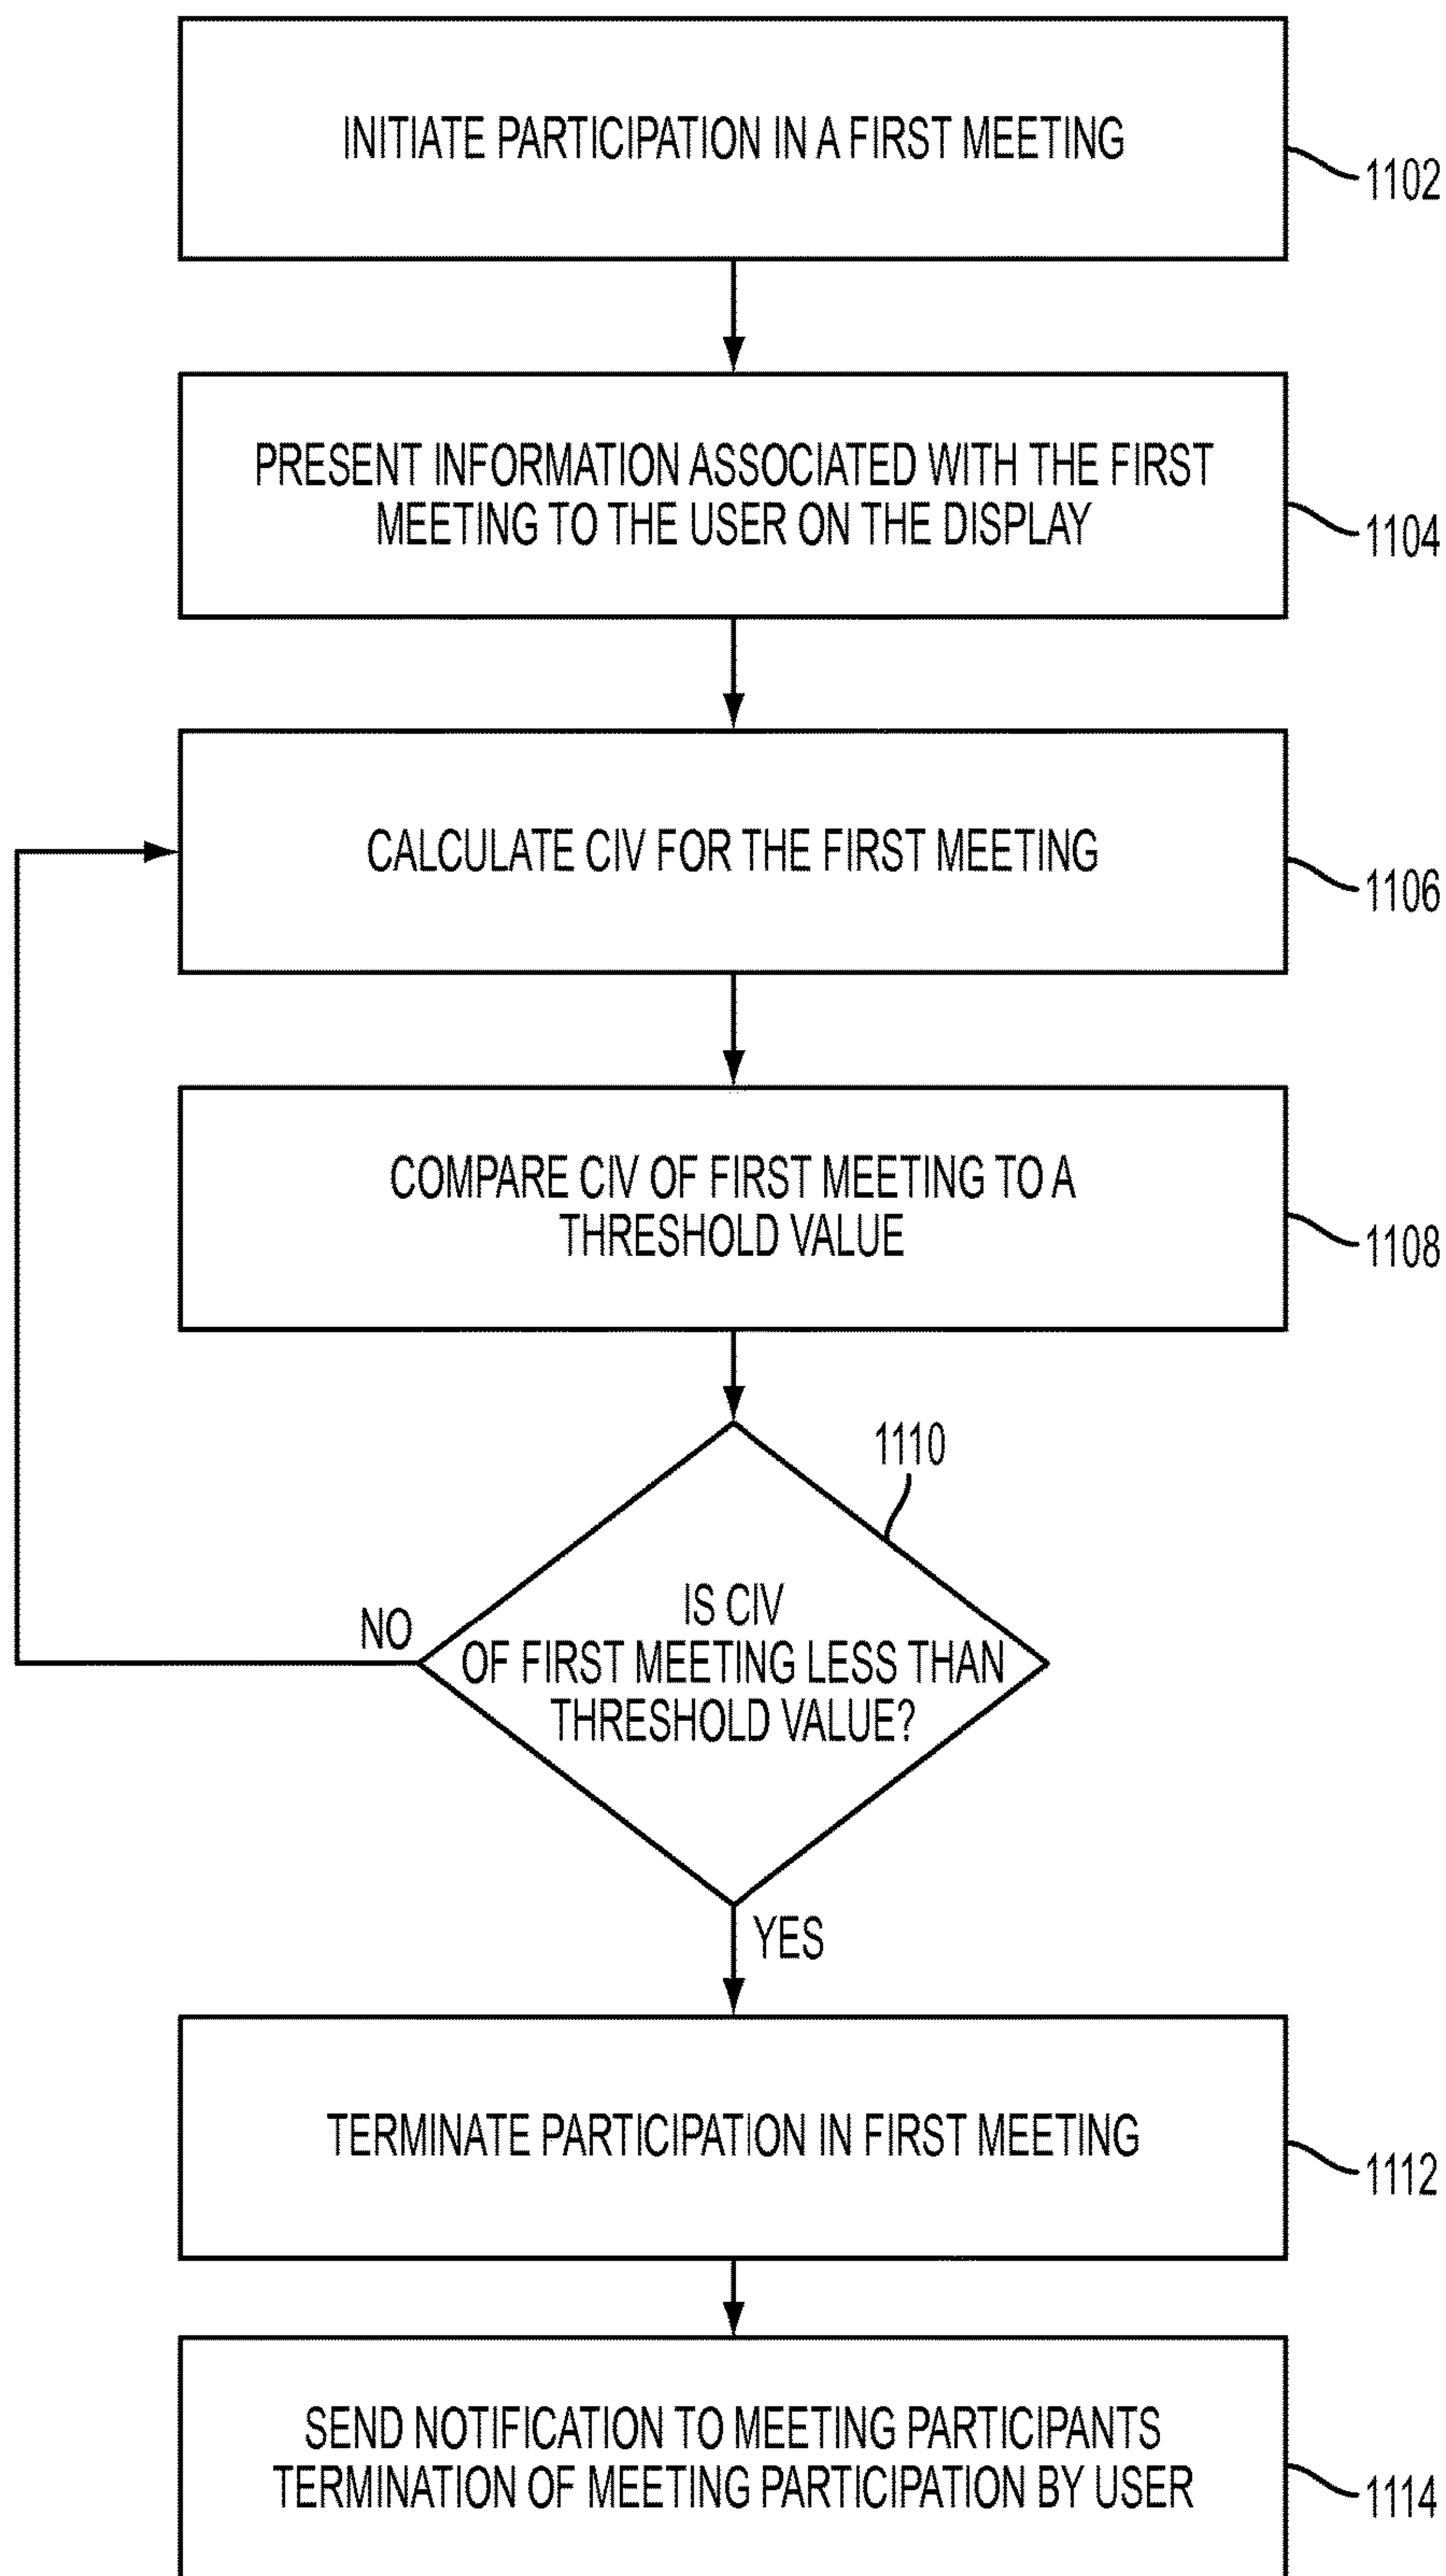 INITIATE PARTICIPATION IN A FIRST MEETING
1102
PRESENT INFORMATION ASSOCIATED WITH THE FIRST
MEETING TO THE USER ON THE DISPLAY
1104
CALCULATE CIV FOR THE FIRST MEETING
1106
COMPARE CIV OF FIRST MEETING TO A
THRESHOLD VALUE
1108
1110
IS CIV
OF FIRST MEETING LESS THAN
THRESHOLD VALUE?
NO
YES
TERMINATE PARTICIPATION IN FIRST MEETING
1112
SEND NOTIFICATION TO MEETING PARTICIPANTS
TERMINATION OF MEETING PARTICIPATION BY USER
1114